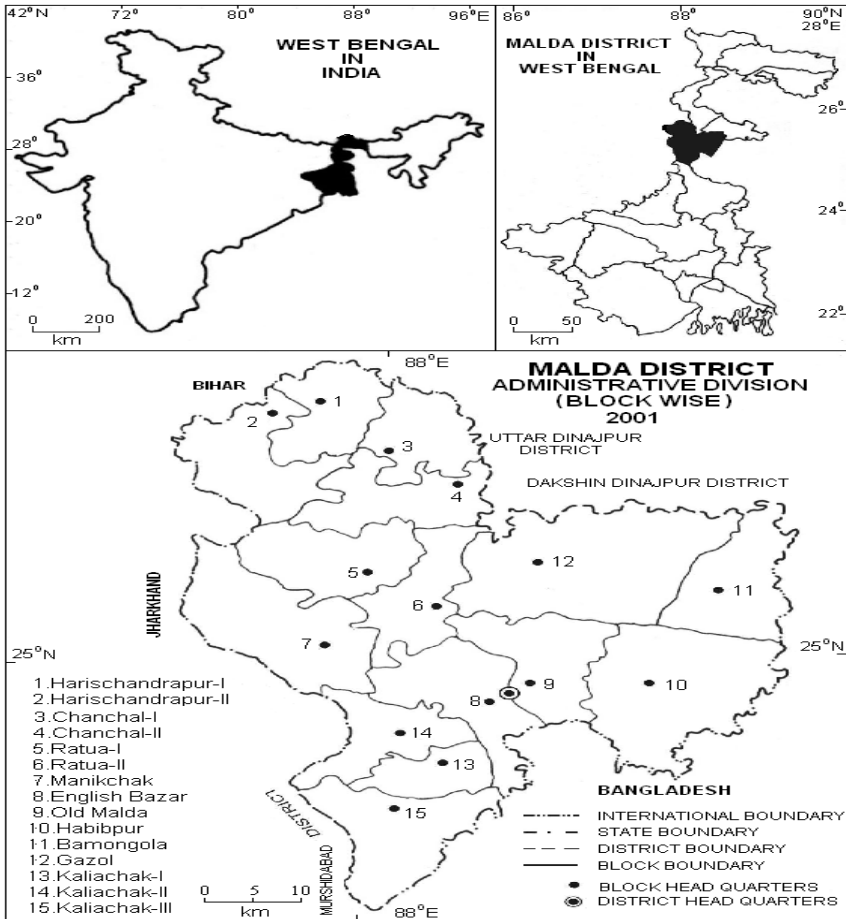 42°N 72° 80° 88° 96°E
WEST BENGAL
IN
INDIA
36°
28°
20°
12°
0 200
km
86° 88° 90°N
28°E
MALDA DISTRICT
IN
WEST BENGAL
26°
24°
22°
0 50
km
88°E
MALDA DISTRICT
ADMINISTRATIVE DIVISION
(BLOCK WISE)
2001
BIHAR
UTTAR DINAJPUR
DISTRICT
DAKSHIN DINAJPUR DISTRICT
JHARKHAND
1
2
3
4
5
6
7
8
9
10
11
12
13
14
15
25°N
25°N
1.Harischandrapur-I
2.Harischandrapur-II
3.Chanchal-I
4.Chanchal-II
5.Ratua-I
6.Ratua-II
7.Manikchak
8.English Bazar
9.Old Malda
10.Habibpur
11.Bamongola
12.Gazol
13.Kaliachak-I
14.Kaliachak-II
15.Kaliachak-III
MURSHIDABAD DISTRICT
0 5 10
km
88°E
BANGLADESH
INTERNATIONAL BOUNDARY
STATE BOUNDARY
DISTRICT BOUNDARY
BLOCK BOUNDARY
BLOCK HEAD QUARTERS
DISTRICT HEAD QUARTERS